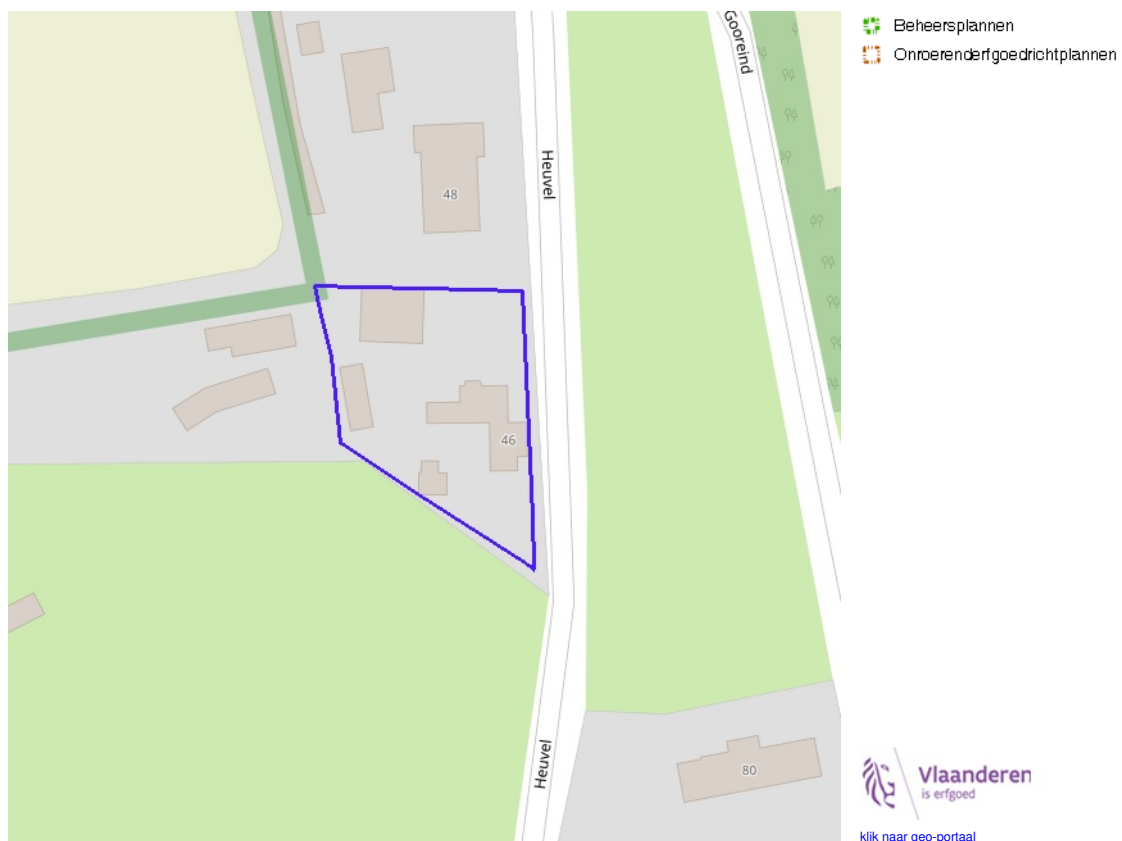 Gooreind
Heuvel
48
46
Heuvel
80
Beheersplannen
Onroerenderfgoedrichtplannen
Vlaanderen
is erfgoed
klik naar geo-portaal